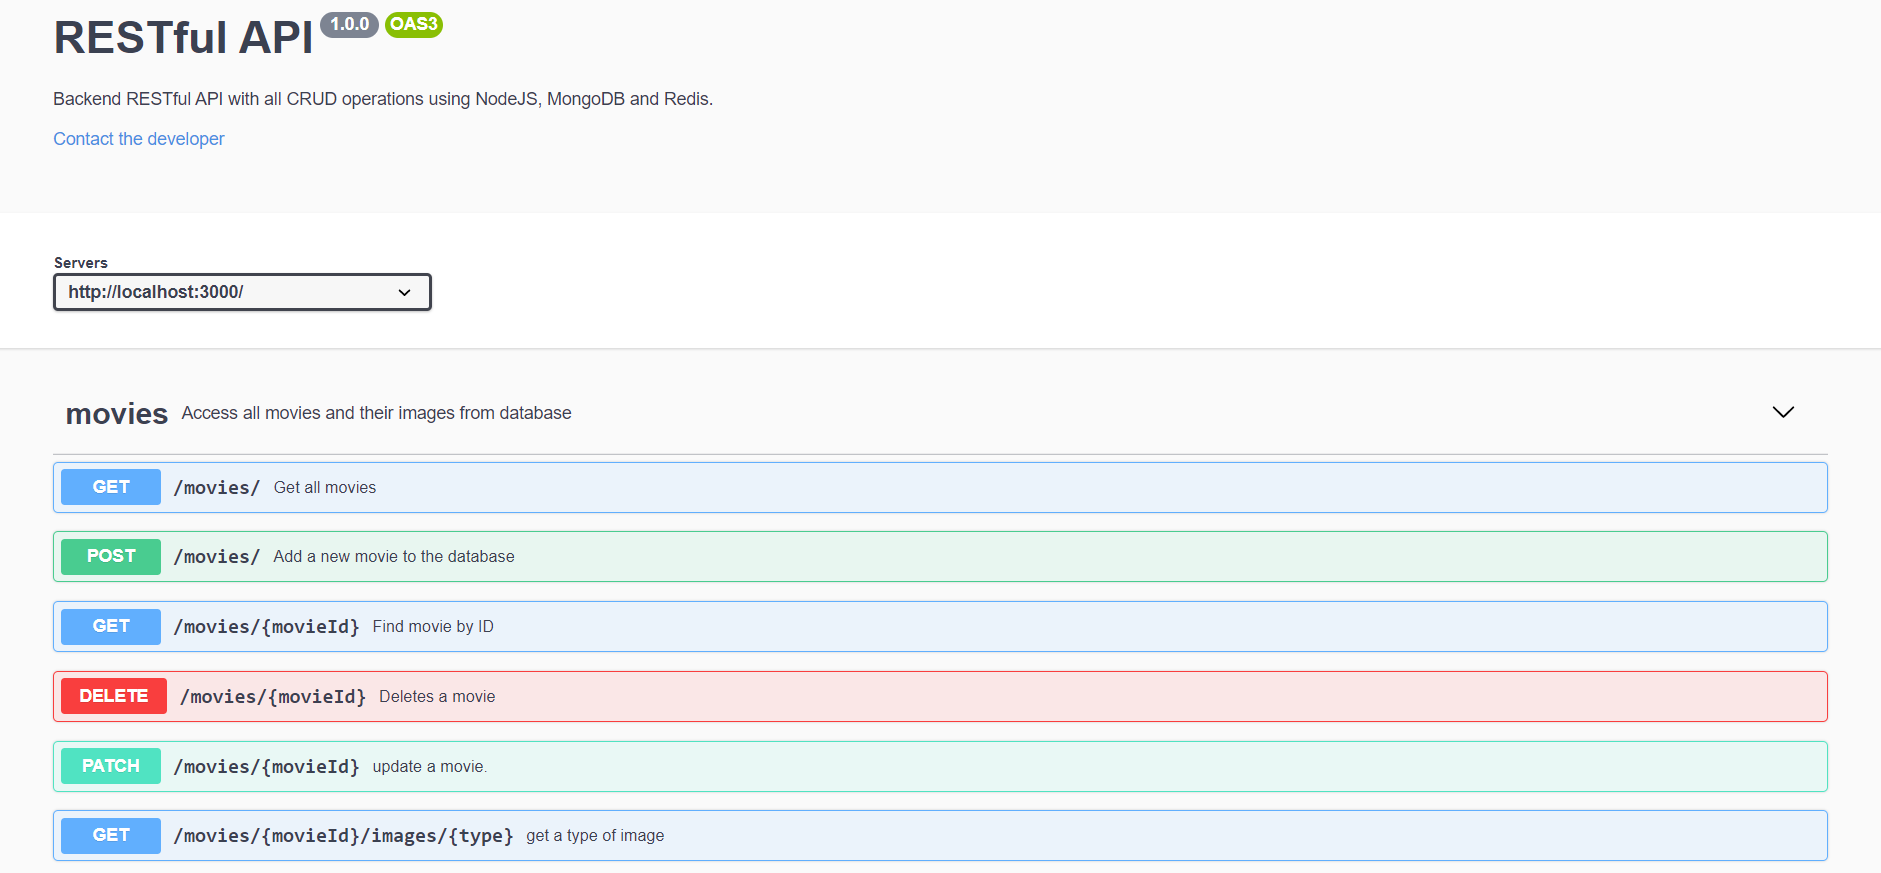 RESTful API 1.0.0 OAS3
Backend RESTful API with all CRUD operations using NodeJS, MongoDB and Redis.
Contact the developer
Servers
http://localhost:3000/
movies Access all movies and their images from database
GET /movies/ Get all movies
POST /movies/ Add a new movie to the database
GET /movies/{movieId} Find movie by ID
DELETE /movies/{movieId} Deletes a movie
PATCH /movies/{movieId} update a movie.
GET /movies/{movieId}/images/{type} get a type of image